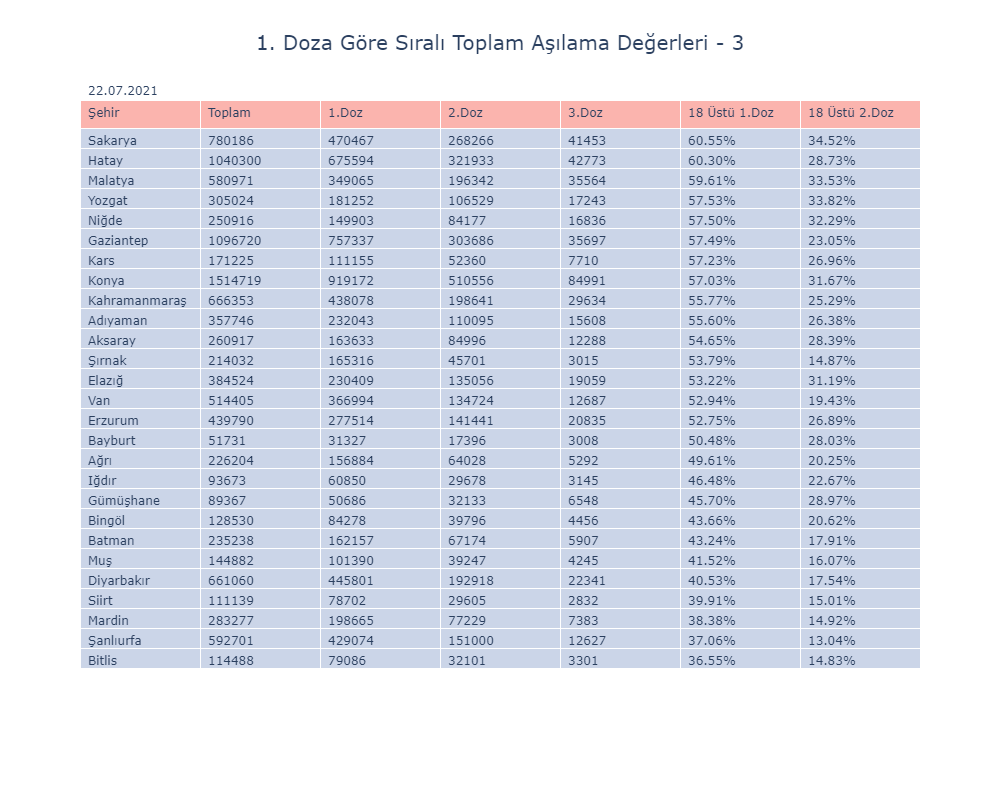 1. Doza Göre Sıralı Toplam Aşılama Değerleri - 3
22.07.2021
Şehir Toplam 1.Doz 2.Doz 3.Doz 18 Üstü 1.Doz 18 Üstü 2.Doz
Sakarya 780186 470467 268266 41453 60.55% 34.52%
Hatay 1040300 675594 321933 42773 60.30% 28.73%
Malatya 580971 349065 196342 35564 59.61% 33.53%
Yozgat 305024 181252 106529 17243 57.53% 33.82%
Niğde 250916 149903 84177 16836 57.50% 32.29%
Gaziantep 1096720 757337 303686 35697 57.49% 23.05%
Kars 171225 111155 52360 7710 57.23% 26.96%
Konya 1514719 919172 510556 84991 57.03% 31.67%
Kahramanmaraş 666353 438078 198641 29634 55.77% 25.29%
Adıyaman 357746 232043 110095 15608 55.60% 26.38%
Aksaray 260917 163633 84996 12288 54.65% 28.39%
Şırnak 214032 165316 45701 3015 53.79% 14.87%
Elazığ 384524 230409 135056 19059 53.22% 31.19%
Van 514405 366994 134724 12687 52.94% 19.43%
Erzurum 439790 277514 141441 20835 52.75% 26.89%
Bayburt 51731 31327 17396 3008 50.48% 28.03%
Ağrı 226204 156884 64028 5292 49.61% 20.25%
Iğdır 93673 60850 29678 3145 46.48% 22.67%
Gümüşhane 89367 50686 32133 6548 45.70% 28.97%
Bingöl 128530 84278 39796 4456 43.66% 20.62%
Batman 235238 162157 67174 5907 43.24% 17.91%
Muş 144882 101390 39247 4245 41.52% 16.07%
Diyarbakır 661060 445801 192918 22341 40.53% 17.54%
Siirt 111139 78702 29605 2832 39.91% 15.01%
Mardin 283277 198665 77229 7383 38.38% 14.92%
Şanlıurfa 592701 429074 151000 12627 37.06% 13.04%
Bitlis 114488 79086 32101 3301 36.55% 14.83%